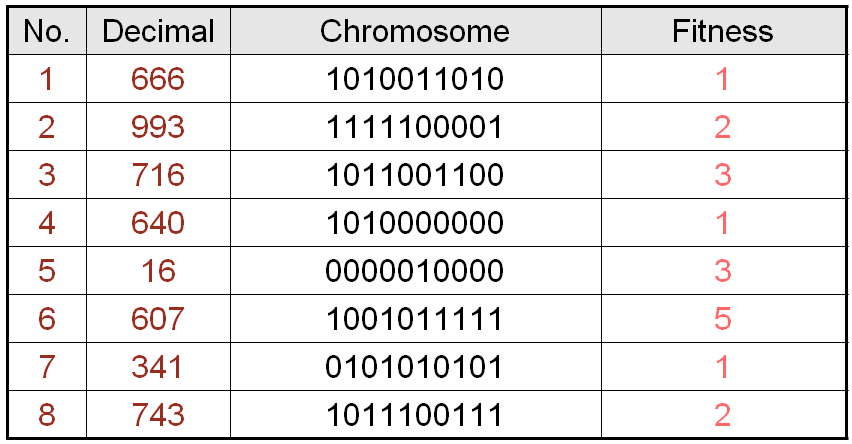 No. Decimal Chromosome Fitness
1 666 1010011010 1
2 993 1111100001 2
3 716 1011001100 3
4 640 1010000000 1
5 16 0000010000 3
6 607 1001011111 5
7 341 0101010101 1
8 743 1011100111 2